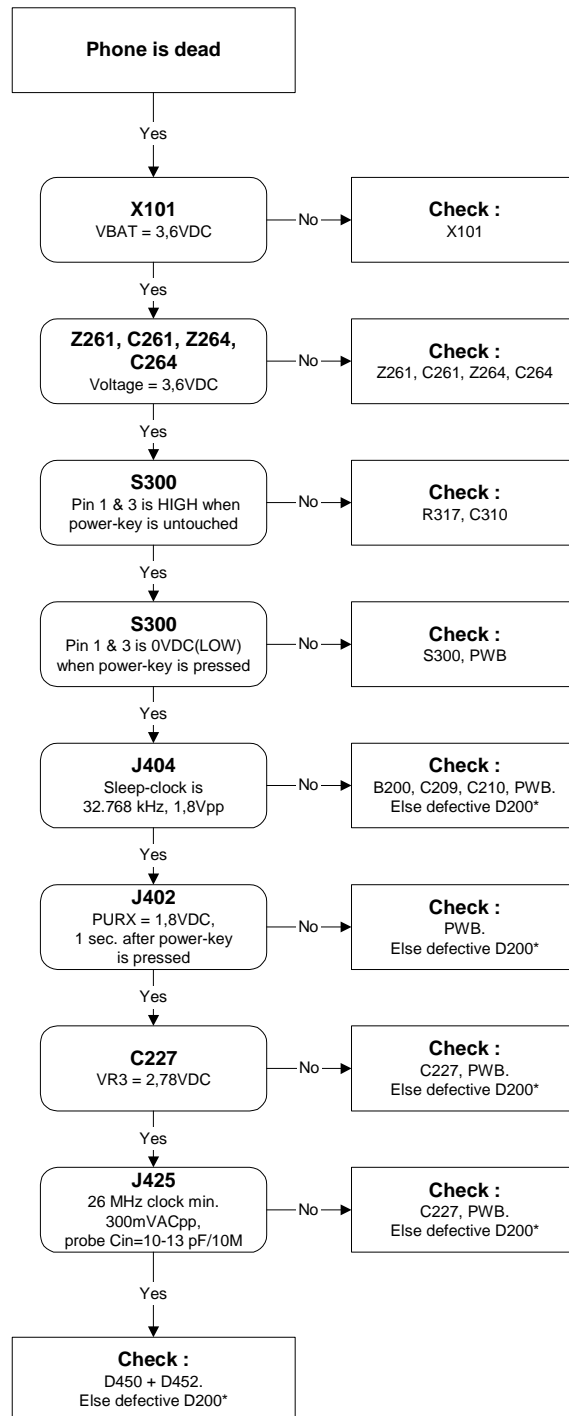 Phone is dead
Yes
X101
VBAT = 3,6VDC
No
Check :
X101
Yes
Z261, C261, Z264,
C264
Voltage = 3,6VDC
No
Check :
Z261, C261, Z264, C264
Yes
S300
Pin 1 & 3 is HIGH when
power-key is untouched
No
Check :
R317, C310
Yes
S300
Pin 1 & 3 is 0VDC(LOW)
when power-key is pressed
No
Check :
S300, PWB
Yes
J404
Sleep-clock is
32.768 kHz, 1,8Vpp
No
Check :
B200, C209, C210, PWB.
Else defective D200*
Yes
J402
PURX = 1,8VDC,
1 sec. after power-key
is pressed
No
Check :
PWB.
Else defective D200*
Yes
C227
VR3 = 2,78VDC
No
Check :
C227, PWB.
Else defective D200*
Yes
J425
26 MHz clock min.
300mVACpp,
probe Cin=10-13 pF/10M
No
Check :
C227, PWB.
Else defective D200*
Yes
Check :
D450 + D452.
Else defective D200*